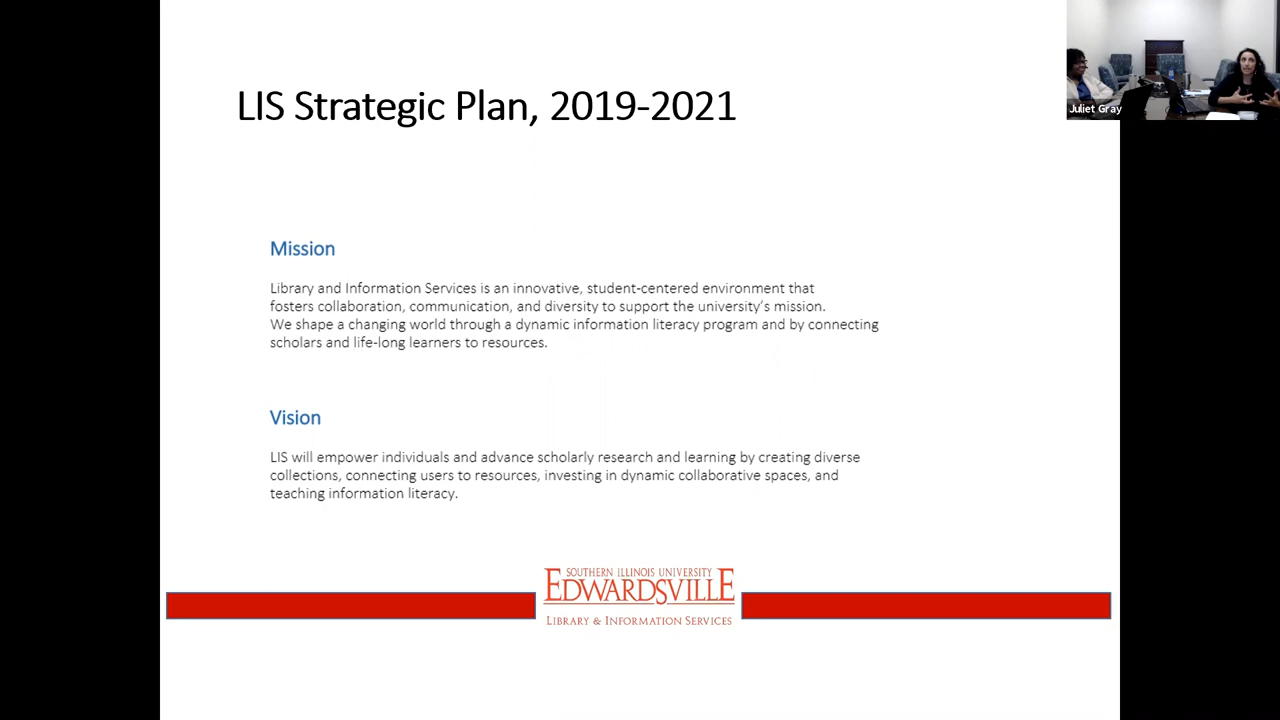 LIS Strategic Plan, 2019-2021
Juliet Gray
Mission
Library and Information Services is an innovative, student-centered environment that
fosters collaboration, communication, and diversity to support the university's mission.
We shape a changing world through a dynamic information literacy program and by connecting
scholars and life-long learners to resources.
Vision
LIS will empower individuals and advance scholarly research and learning by creating diverse
collections, connecting users to resources, investing in dynamic collaborative spaces, and
teaching information literacy.
SOUTHERN ILLINOIS UNIVERSITY
EDWARDSVILLE
LIBRARY & INFORMATION SERVICES